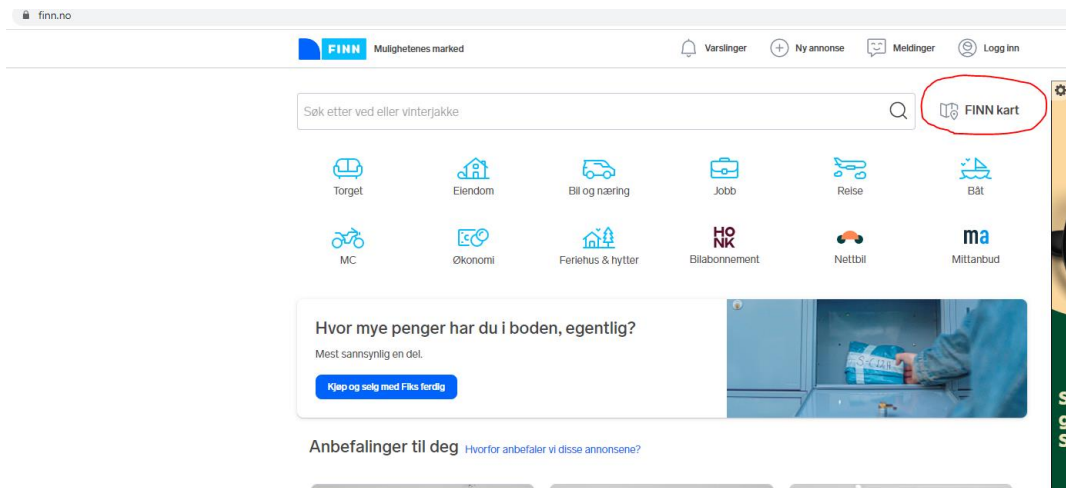 finn.no
FINN Mulighetenes marked Varslinger Ny annonse Meldinger Logg inn
Søk etter ved eller vinterjakke FINN kart
Torget Eiendom Bil og næring Jobb Reise Båt
HO
NK
ma
MC Økonomi Feriehus & hytter Bilabonnement Nettbil Mittanbud
Hvor mye penger har du i boden, egentlig?
Mest sannsynlig en del.
Kjøp og selg med Fiks ferdig
Anbefalinger til deg Hvorfor anbefaler vi disse annonsene?